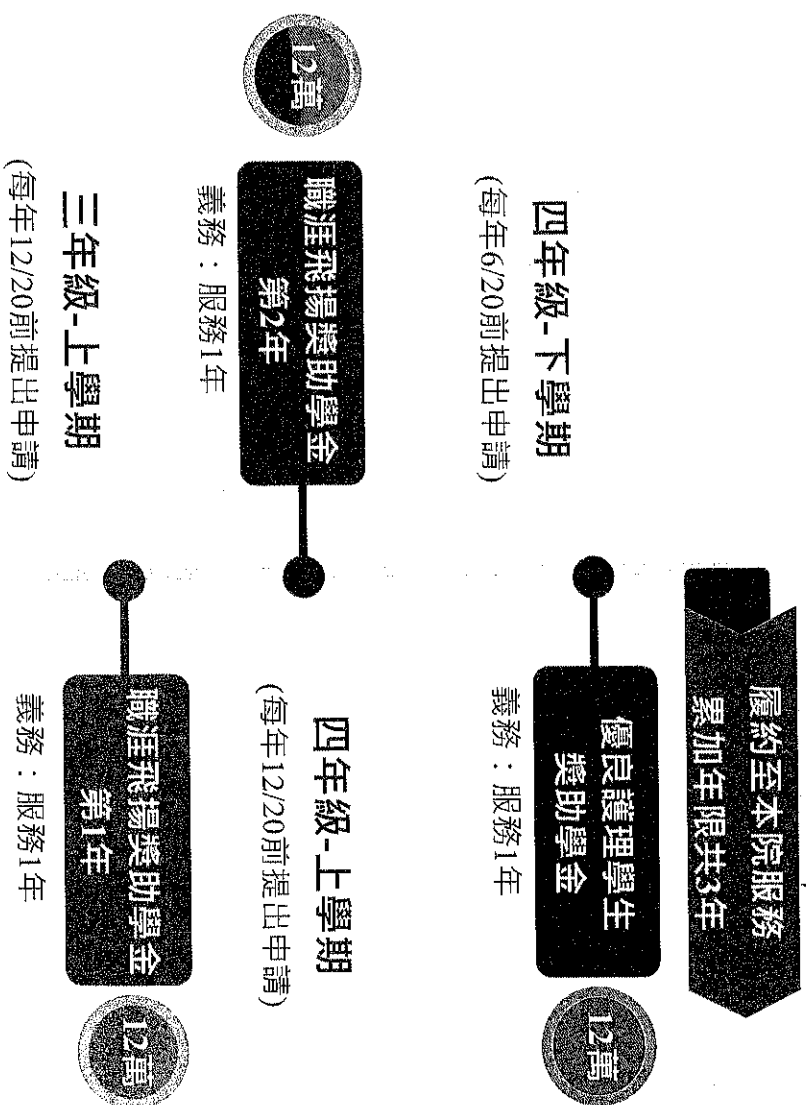 履約至本院服務
累加年限共3年
優良護理學生
獎助學金
12萬
義務：服務1年
四年級-下學期
(每年6/20前提出申請)
12萬
職涯飛揚獎助學金
第2年
義務：服務1年
四年級-上學期
(每年12/20前提出申請)
職涯飛揚獎助學金
第1年
12萬
義務：服務1年
三年級-上學期
(每年12/20前提出申請)